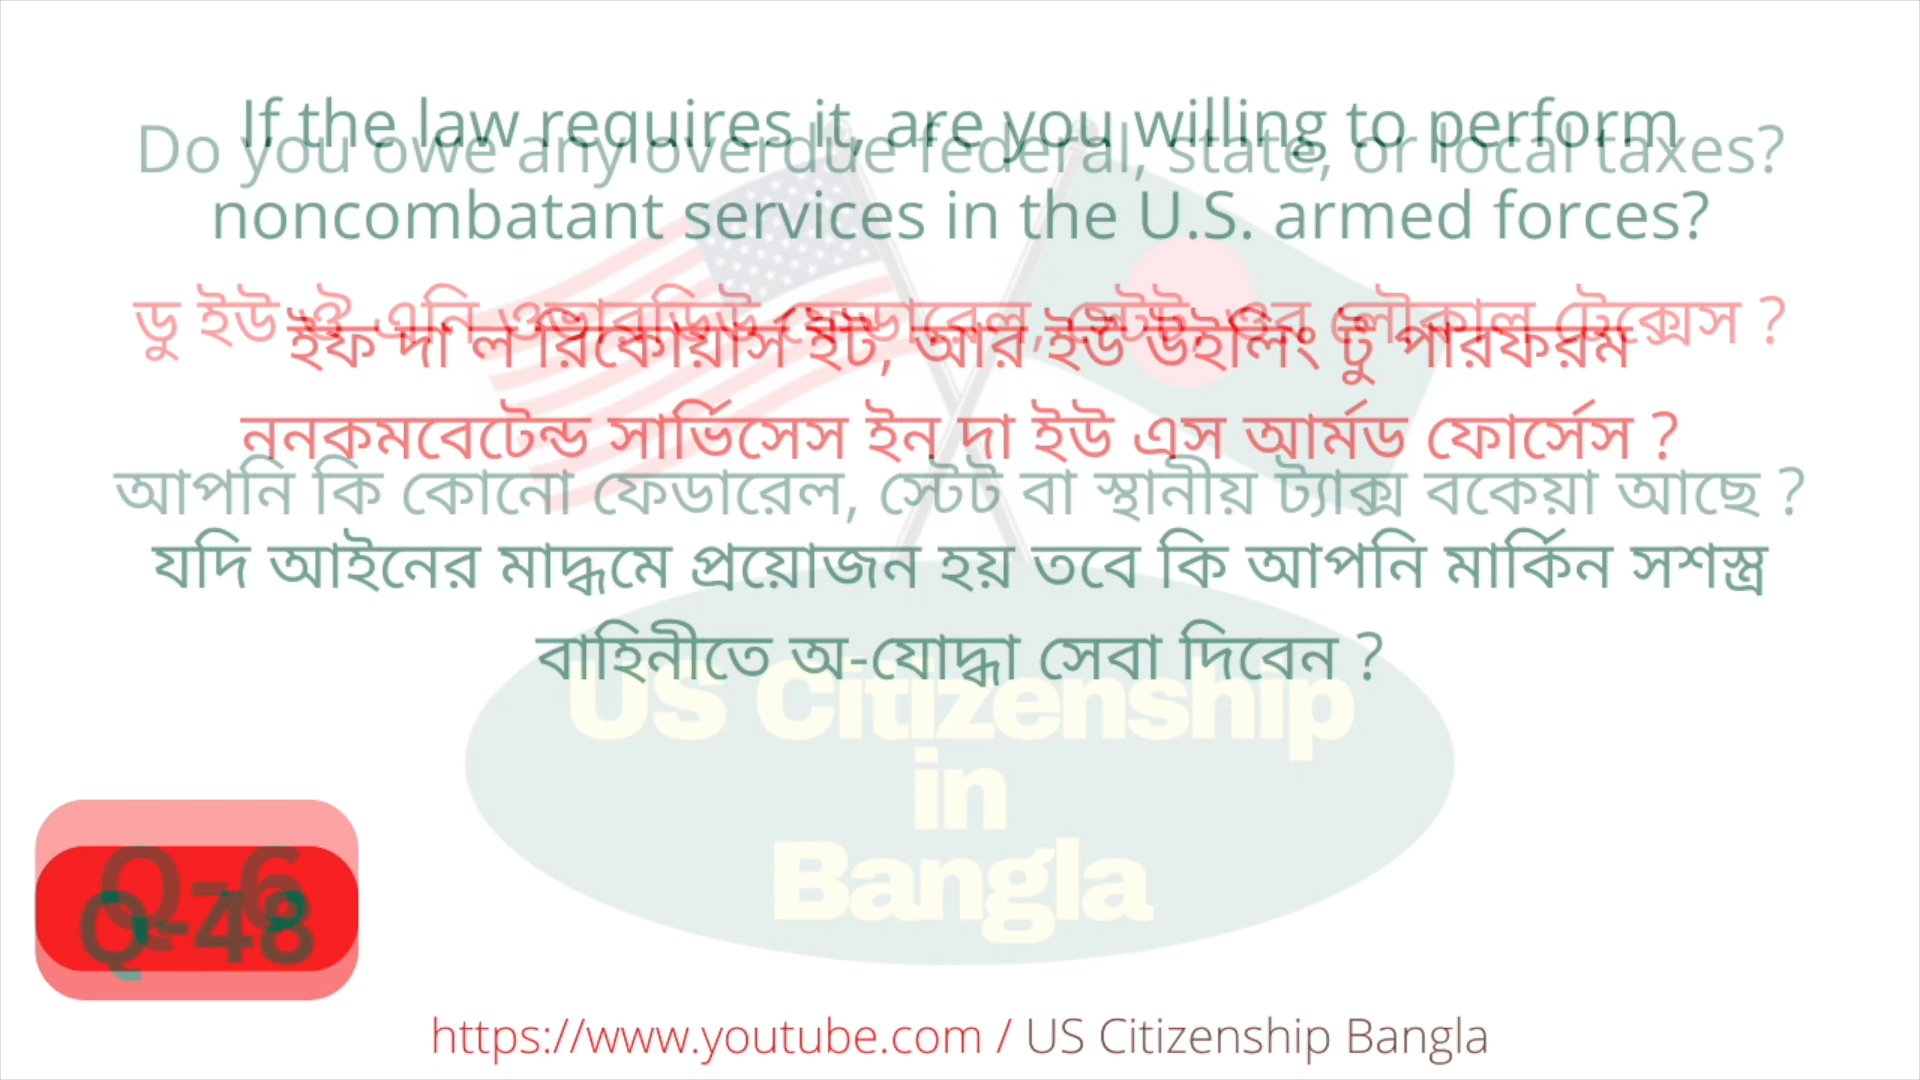 If the law requires it, are you willing to perform
Do you owe any overdue federal, state, or local taxes?
noncombatant services in the U.S. armed forces?
ডু ইউ ঔ এনি ওভারডিউ ফেডারেল, স্টেট, ওর লৌকাল টেক্সেস ?
ইফ দা ল রিকোয়ার্স ইট, আর ইউ উইলিং টু পারফরম
ননকমবেটেন্ড সার্ভিসেস ইন দা ইউ এস আর্মড ফোর্সেস ?
আপনি কি কোনো ফেডারেল, স্টেট বা স্থানীয় ট্যাক্স বকেয়া আছে ?
যদি আইনের মাদ্ধমে প্রয়োজন হয় তবে কি আপনি মার্কিন সশস্ত্র
বাহিনীতে অ-যোদ্ধা সেবা দিবেন ?
US Citizenship
in
Bangla
Q-6
Q-48
https://www.youtube.com / US Citizenship Bangla